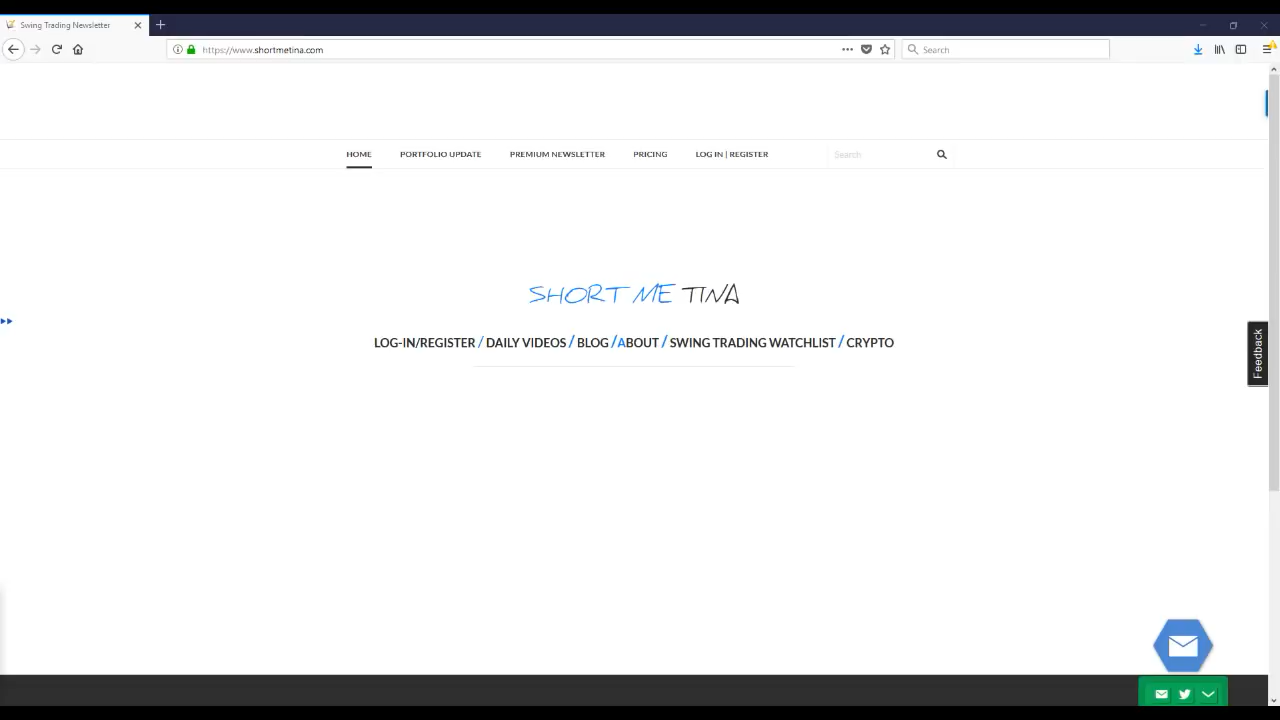 Swing Trading Newsletter
https://www.shortmetina.com
Search
HOME PORTFOLIO UPDATE PREMIUM NEWSLETTER PRICING LOG IN | REGISTER Search
SHORT ME TINA
LOG-IN/REGISTER / DAILY VIDEOS / BLOG /ABOUT / SWING TRADING WATCHLIST / CRYPTO
Feedback